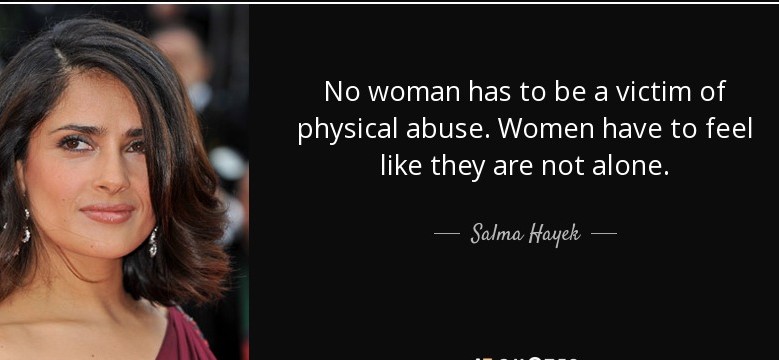 No woman has to be a victim of
physical abuse. Women have to feel
like they are not alone.
Salma Hayek